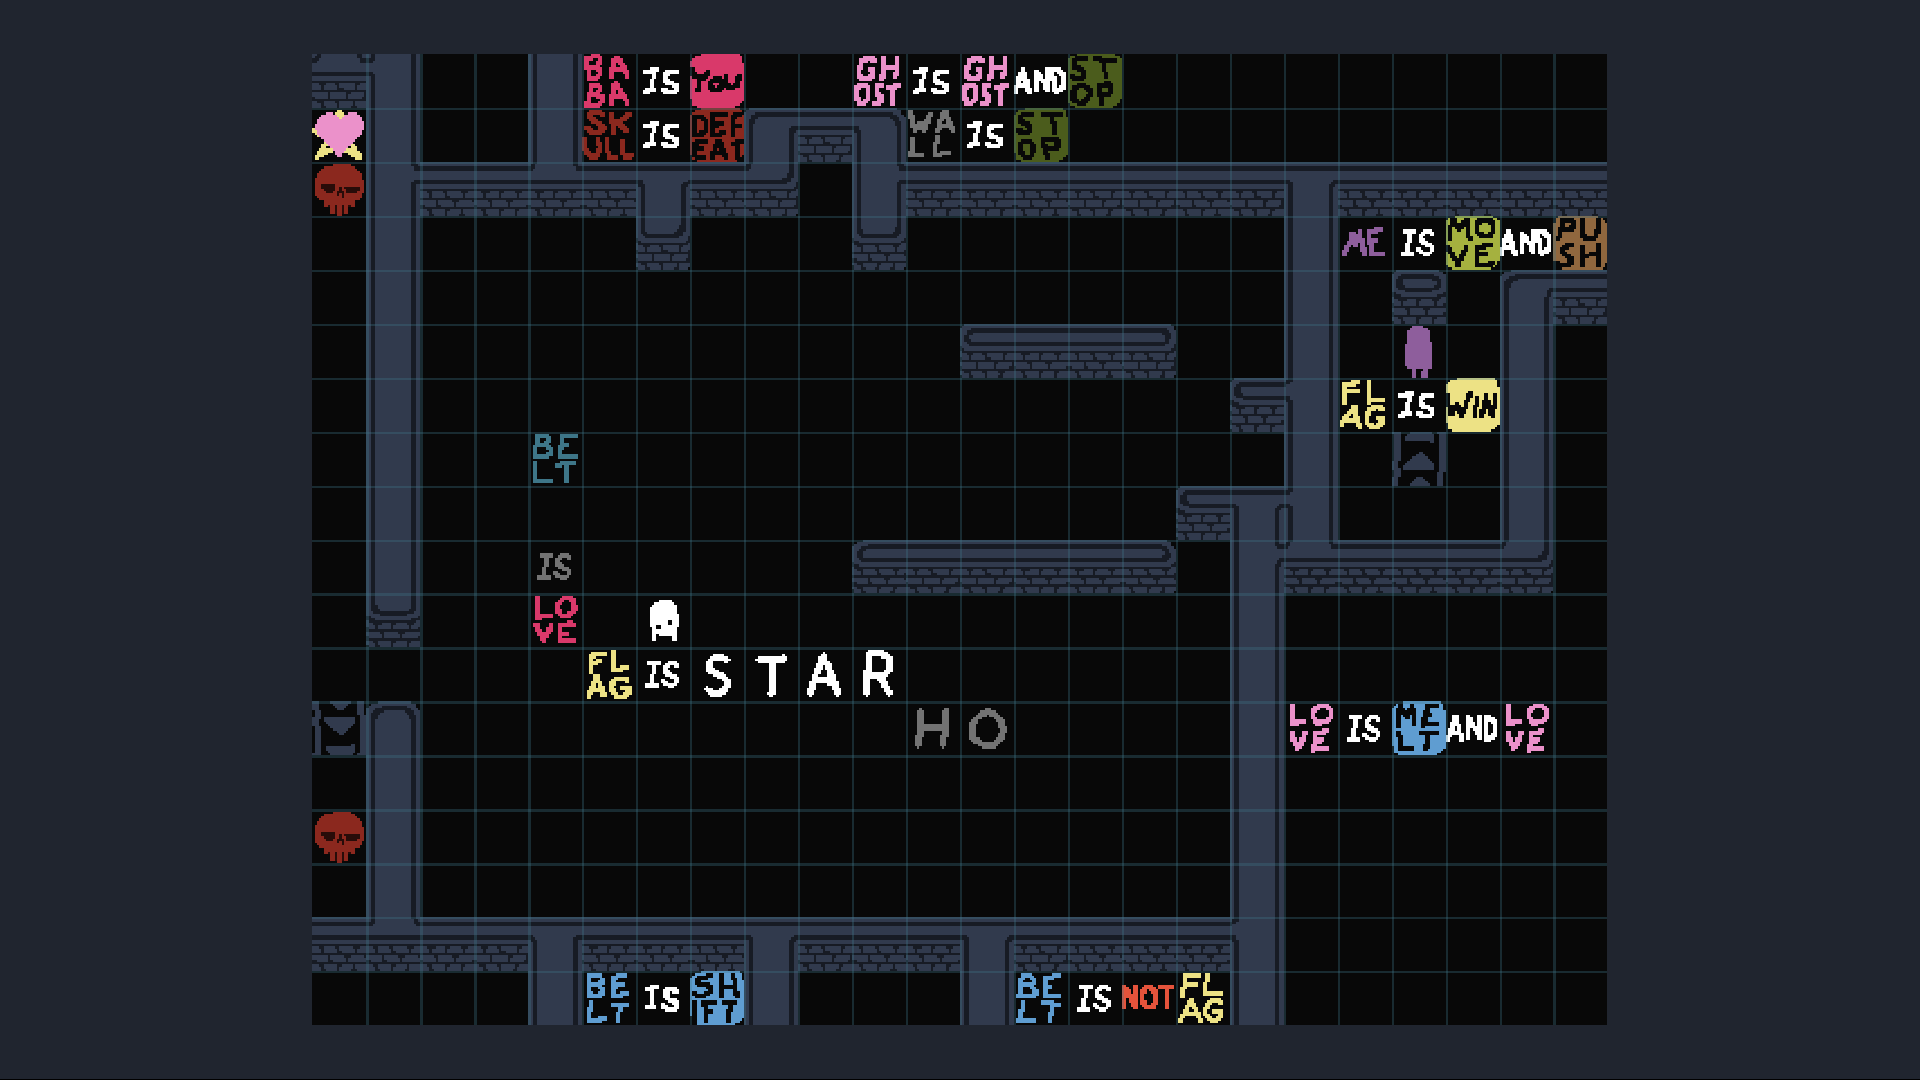 BABA IS YOU
GHOST IS GHOST AND STOP
SKULL IS DEFEAT
WALL IS STOP
ME IS MOVE AND PUSH
FLAG IS WIN
BELT
IS
LOVE
FLAG IS STAR
HO
LOVE IS MELT AND LOVE
BELT IS SHIFT
BELT IS NOT FLAG